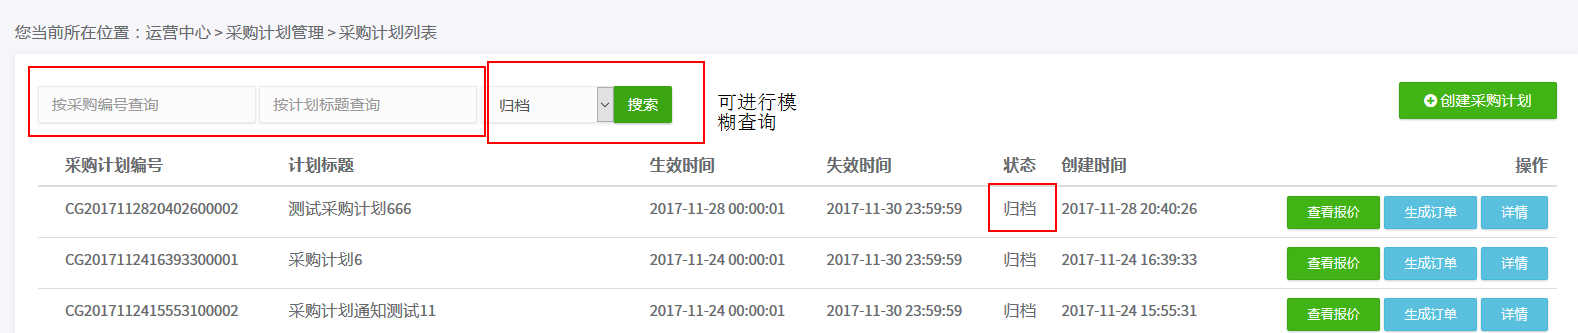 您当前所在位置：运营中心 > 采购计划管理 > 采购计划列表
按采购编号查询 按计划标题查询 归档 搜索 可进行模 创建采购计划
糊查询
采购计划编号 计划标题 生效时间 失效时间 状态 创建时间 操作
CG2017112820402600002 测试采购计划666 2017-11-28 00:00:01 2017-11-30 23:59:59 归档 2017-11-28 20:40:26 查看报价 生成订单 详情
CG2017112416393300001 采购计划6 2017-11-24 00:00:01 2017-11-30 23:59:59 归档 2017-11-24 16:39:33 查看报价 生成订单 详情
CG2017112415553100002 采购计划通知测试11 2017-11-24 00:00:01 2017-11-30 23:59:59 归档 2017-11-24 15:55:31 查看报价 生成订单 详情